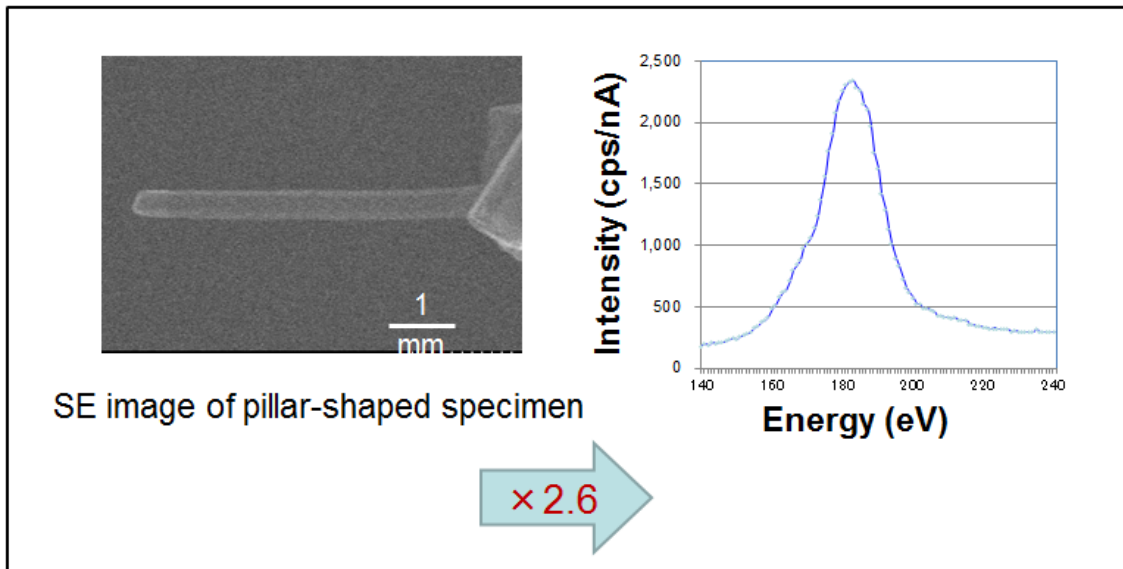 1
mm
SE image of pillar-shaped specimen
Intensity (cps/nA)
2,500
2,000
1,500
1,000
500
0
140 160 180 200 220 240
Energy (eV)
×2.6